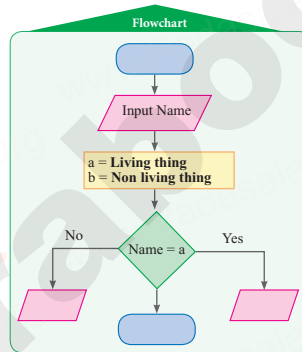 Flowchart
Input Name
a = Living thing
b = Non living thing
No
Name = a
Yes